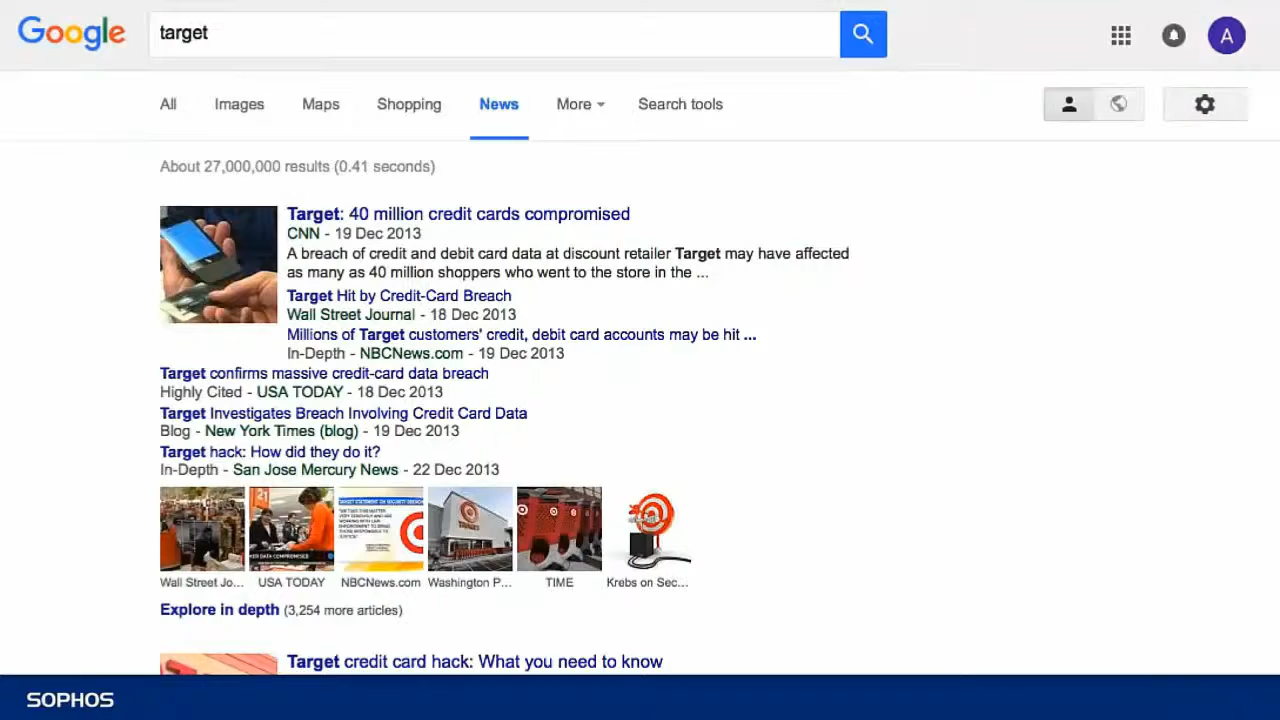 Google
target
A
All Images Maps Shopping News More Search tools
About 27,000,000 results (0.41 seconds)
Target: 40 million credit cards compromised
CNN - 19 Dec 2013
A breach of credit and debit card data at discount retailer Target may have affected
as many as 40 million shoppers who went to the store in the ...
Target Hit by Credit-Card Breach
Wall Street Journal - 18 Dec 2013
Millions of Target customers' credit, debit card accounts may be hit ...
In-Depth - NBCNews.com - 19 Dec 2013
Target confirms massive credit-card data breach
Highly Cited - USA TODAY - 18 Dec 2013
Target Investigates Breach Involving Credit Card Data
Blog - New York Times (blog) - 19 Dec 2013
Target hack: How did they do it?
In-Depth - San Jose Mercury News - 22 Dec 2013
21
TARGET
Wall Street Jo... USA TODAY NBCNews.com Washington P... TIME Krebs on Sec...
Explore in depth (3,254 more articles)
Target credit card hack: What you need to know
SOPHOS